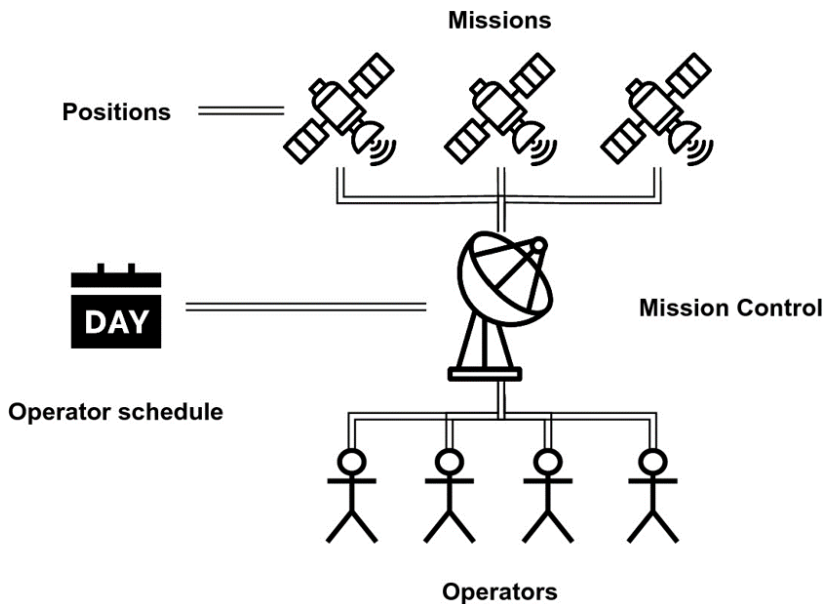 Missions
Positions
DAY
Mission Control
Operator schedule
Operators